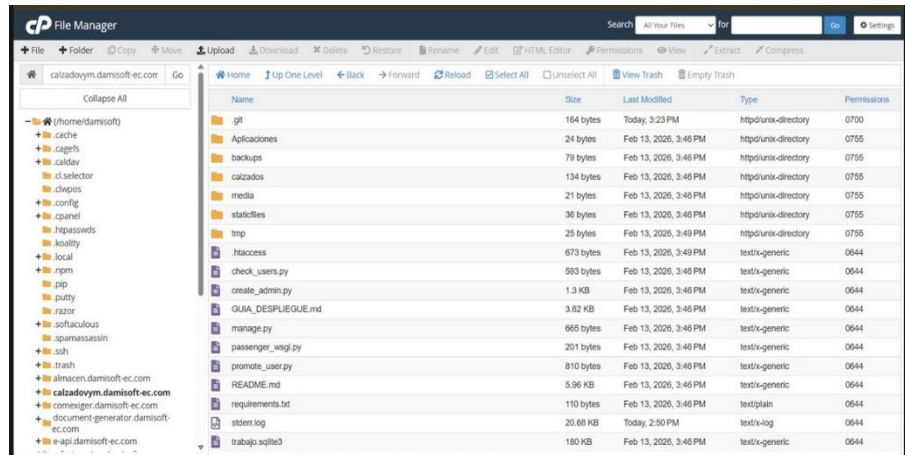 cP File Manager
Search All Your Files for Go Settings
File Folder Copy Move Upload Download Delete Restore Rename Edit HTML Editor Permissions View Extract Compress
calzadovym.damisoft-ec.com Go Home Up One Level Back Forward Reload Select All Unselect All View Trash Empty Trash
Collapse All
(/home/damisoft)
.cache
.cagefs
.caldav
.cl.selector
.clwpos
.config
.cpanel
.htpasswds
.koality
.local
.npm
.pip
.putty
.razor
.softaculous
.spamassassin
.ssh
.trash
almacen.damisoft-ec.com
calzadovym.damisoft-ec.com
comexiger.damisoft-ec.com
document-generator.damisoft-
ec.com
e-api.damisoft-ec.com
Name Size Last Modified Type Permissions
.git 164 bytes Today, 3:23 PM httpd/unix-directory 0700
Aplicaciones 24 bytes Feb 13, 2026, 3:46 PM httpd/unix-directory 0755
backups 79 bytes Feb 13, 2026, 3:46 PM httpd/unix-directory 0755
calzados 134 bytes Feb 13, 2026, 3:46 PM httpd/unix-directory 0755
media 21 bytes Feb 13, 2026, 3:46 PM httpd/unix-directory 0755
staticfiles 36 bytes Feb 13, 2026, 3:46 PM httpd/unix-directory 0755
tmp 25 bytes Feb 13, 2026, 3:49 PM httpd/unix-directory 0755
.htaccess 673 bytes Feb 13, 2026, 3:49 PM text/x-generic 0644
check_users.py 593 bytes Feb 13, 2026, 3:46 PM text/x-generic 0644
create_admin.py 1.3 KB Feb 13, 2026, 3:46 PM text/x-generic 0644
GUIA_DESPLIEGUE.md 3.62 KB Feb 13, 2026, 3:46 PM text/x-generic 0644
manage.py 665 bytes Feb 13, 2026, 3:46 PM text/x-generic 0644
passenger_wsgi.py 201 bytes Feb 13, 2026, 3:46 PM text/x-generic 0644
promote_user.py 810 bytes Feb 13, 2026, 3:46 PM text/x-generic 0644
README.md 5.96 KB Feb 13, 2026, 3:46 PM text/x-generic 0644
requirements.txt 110 bytes Feb 13, 2026, 3:46 PM text/plain 0644
stderr.log 20.68 KB Today, 2:50 PM text/x-log 0644
trabajo.sqlite3 180 KB Feb 13, 2026, 3:46 PM text/x-generic 0644